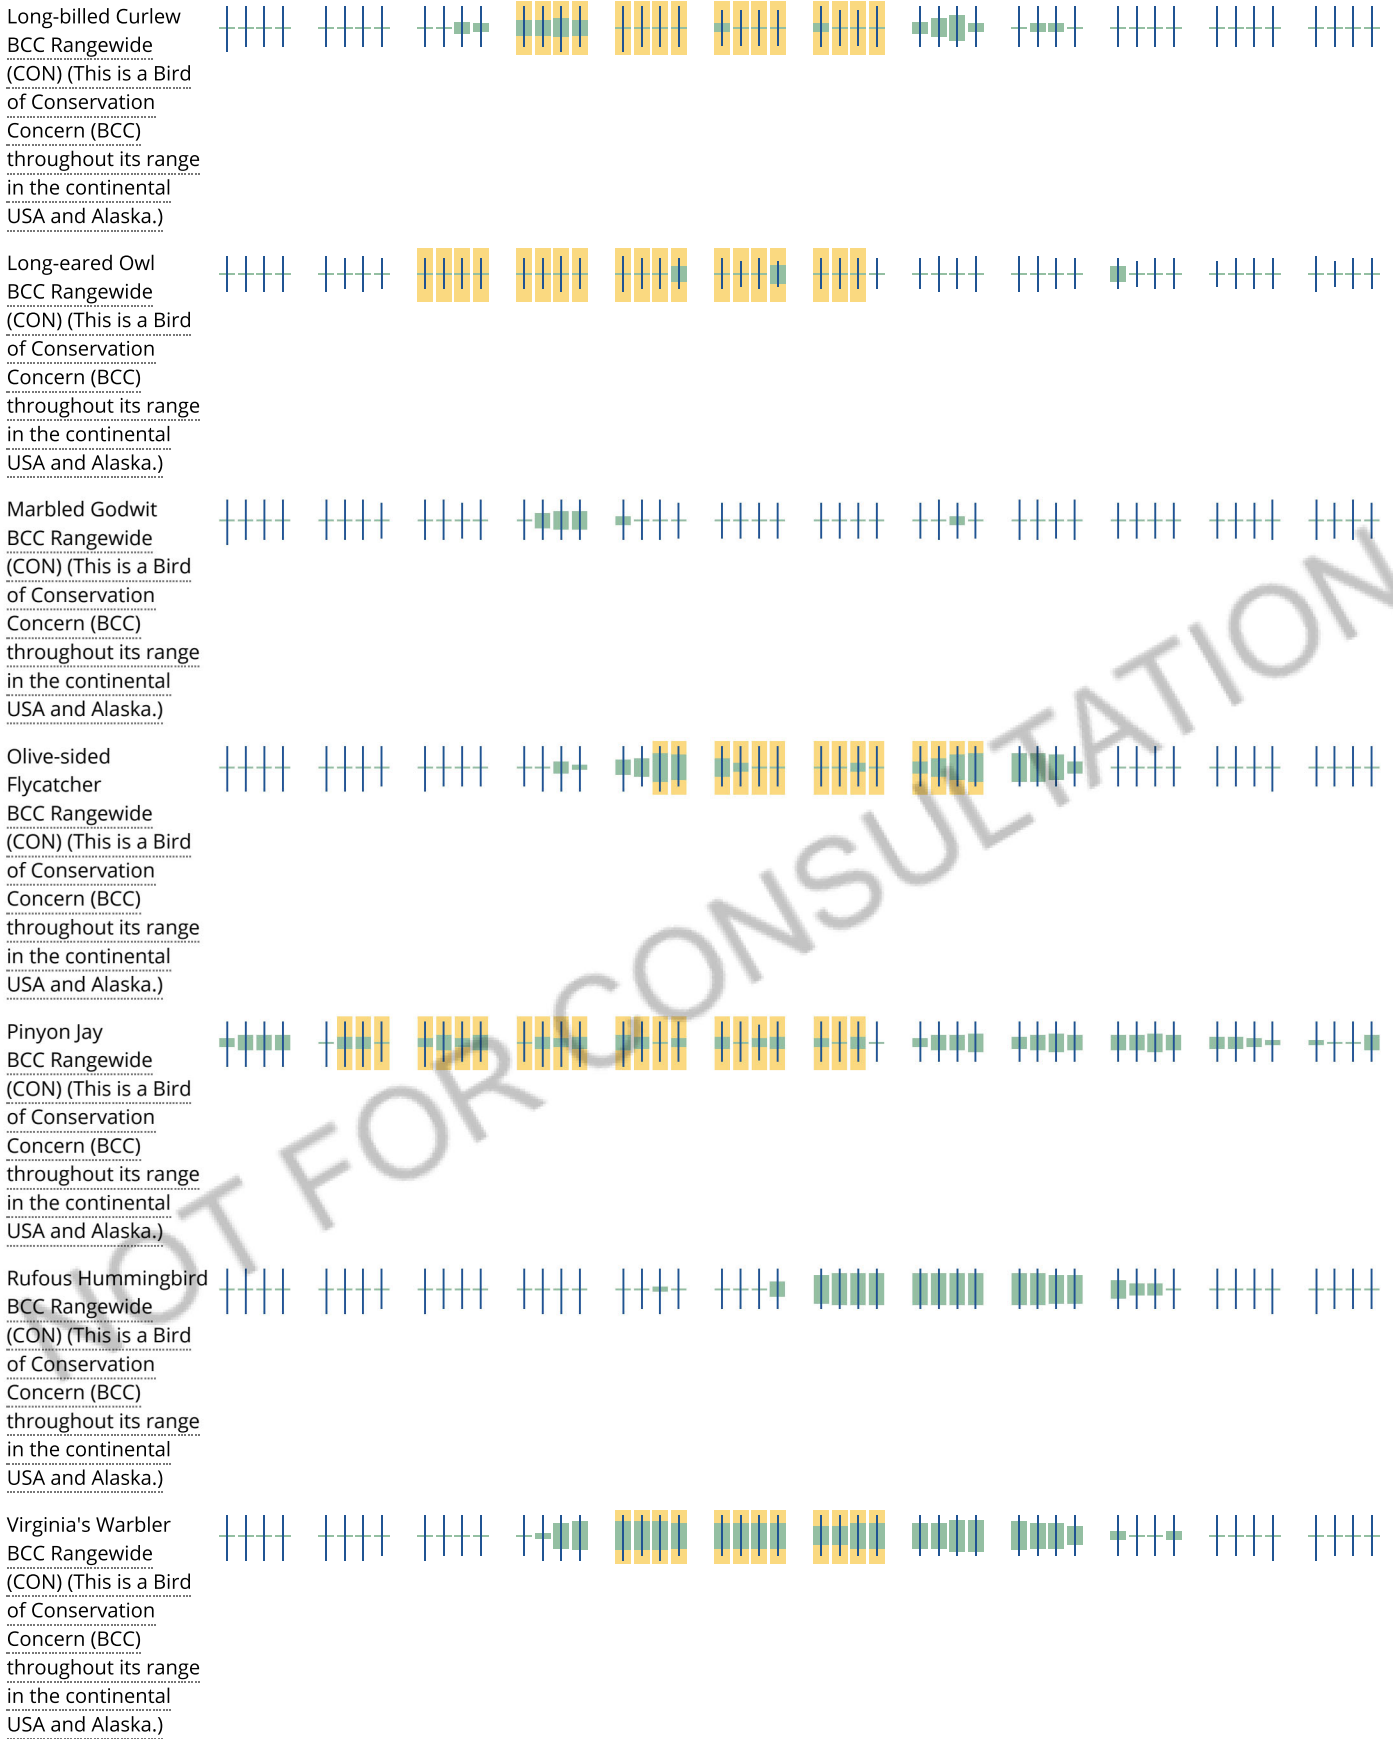 Long-billed Curlew
BCC Rangewide
(CON) (This is a Bird
of Conservation
Concern (BCC)
throughout its range
in the continental
USA and Alaska.)
Long-eared Owl
BCC Rangewide
(CON) (This is a Bird
of Conservation
Concern (BCC)
throughout its range
in the continental
USA and Alaska.)
Marbled Godwit
BCC Rangewide
(CON) (This is a Bird
of Conservation
Concern (BCC)
throughout its range
in the continental
USA and Alaska.)
Olive-sided
Flycatcher
BCC Rangewide
(CON) (This is a Bird
of Conservation
Concern (BCC)
throughout its range
in the continental
USA and Alaska.)
Pinyon Jay
BCC Rangewide
(CON) (This is a Bird
of Conservation
Concern (BCC)
throughout its range
in the continental
USA and Alaska.)
Rufous Hummingbird
BCC Rangewide
(CON) (This is a Bird
of Conservation
Concern (BCC)
throughout its range
in the continental
USA and Alaska.)
Virginia's Warbler
BCC Rangewide
(CON) (This is a Bird
of Conservation
Concern (BCC)
throughout its range
in the continental
USA and Alaska.)
NOT FOR CONSULTATION